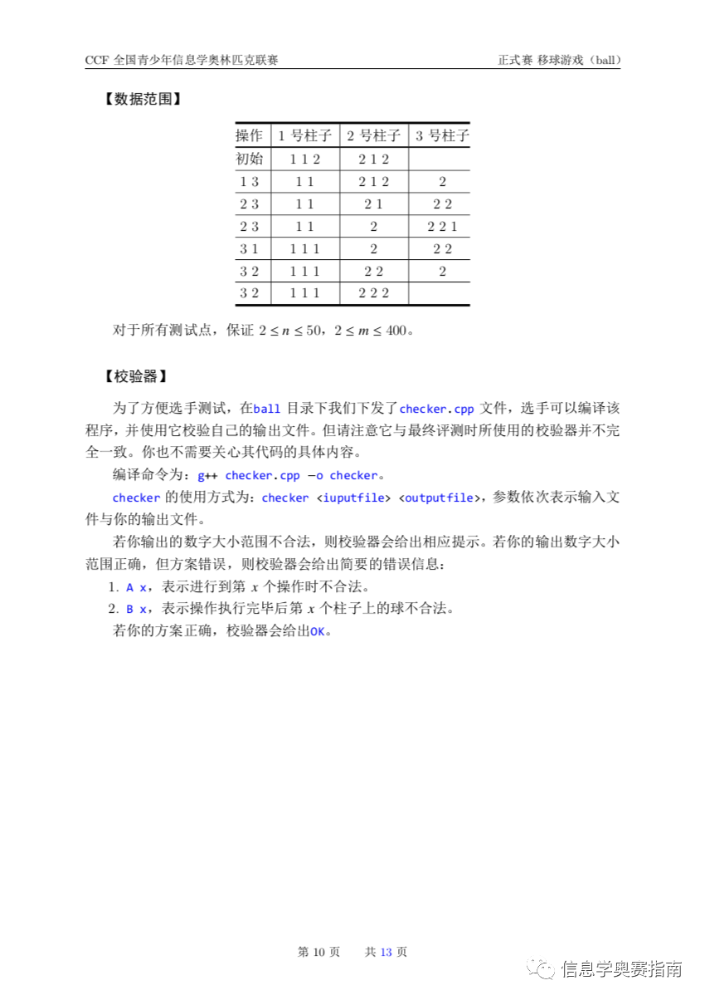 CCF 全国青少年信息学奥林匹克联赛 正式赛 移球游戏（ball）
【数据范围】
操作 1 号柱子 2 号柱子 3 号柱子
初始 1 1 2 2 1 2
1 3 1 1 2 1 2 2
2 3 1 1 2 1 2 2
2 3 1 1 2 2 2 1
3 1 1 1 1 2 2 2
3 2 1 1 1 2 2 2
3 2 1 1 1 2 2 2
对于所有测试点，保证 2 ≤ n ≤ 50，2 ≤ m ≤ 400。
【校验器】
为了方便选手测试，在ball 目录下我们下发了checker.cpp 文件，选手可以编译该
程序，并使用它校验自己的输出文件。但请注意它与最终评测时所使用的校验器并不完
全一致。你也不需要关心其代码的具体内容。
编译命令为：g++ checker.cpp −o checker。
checker 的使用方式为：checker <iuputfile> <outputfile>，参数依次表示输入文
件与你的输出文件。
若你输出的数字大小范围不合法，则校验器会给出相应提示。若你的输出数字大小
范围正确，但方案错误，则校验器会给出简要的错误信息：
1. A x，表示进行到第 x 个操作时不合法。
2. B x，表示操作执行完毕后第 x 个柱子上的球不合法。
若你的方案正确，校验器会给出OK。
第 10 页 共 13 页
信息学奥赛指南